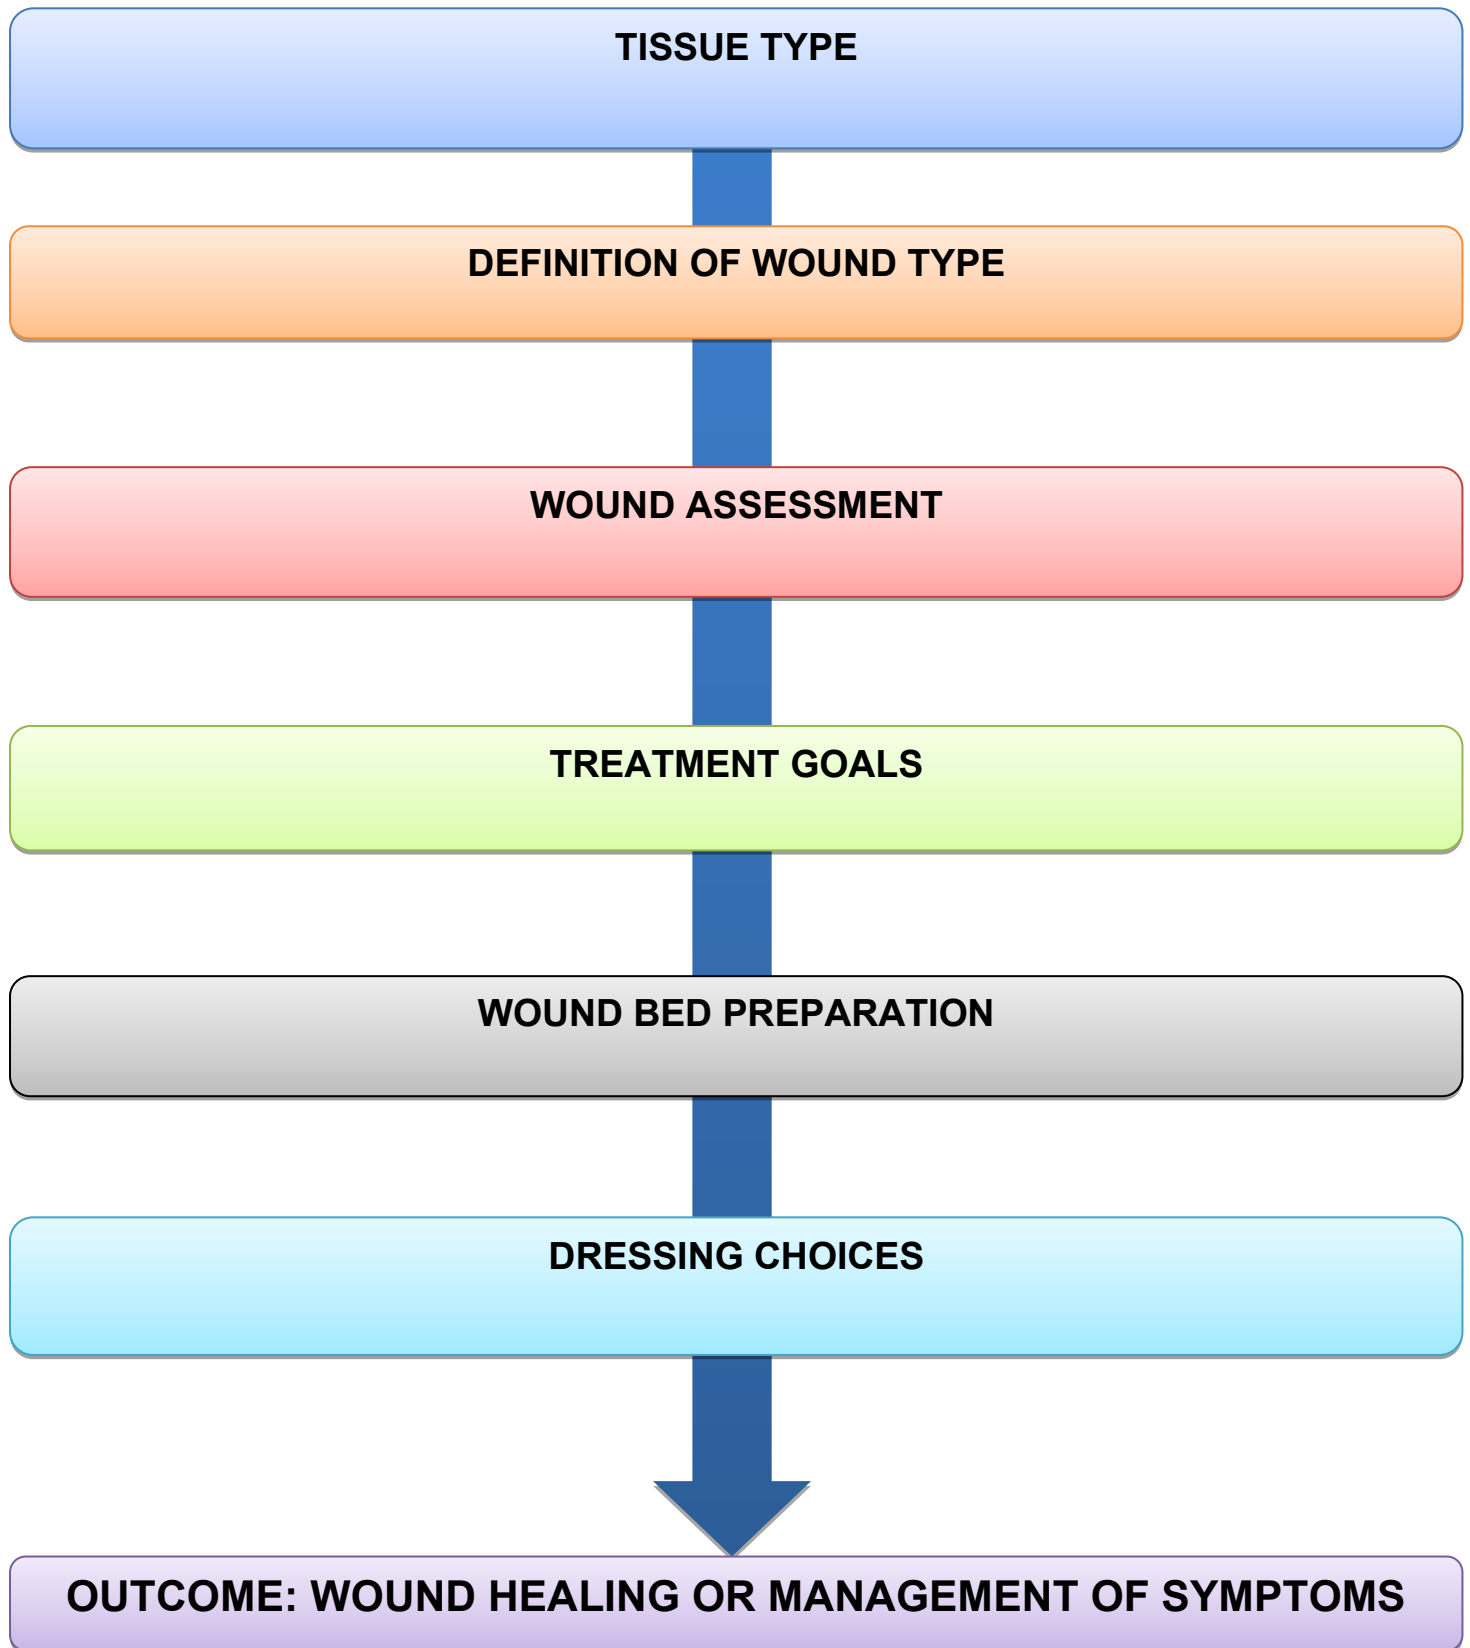 TISSUE TYPE
DEFINITION OF WOUND TYPE
WOUND ASSESSMENT
TREATMENT GOALS
WOUND BED PREPARATION
DRESSING CHOICES
OUTCOME: WOUND HEALING OR MANAGEMENT OF SYMPTOMS